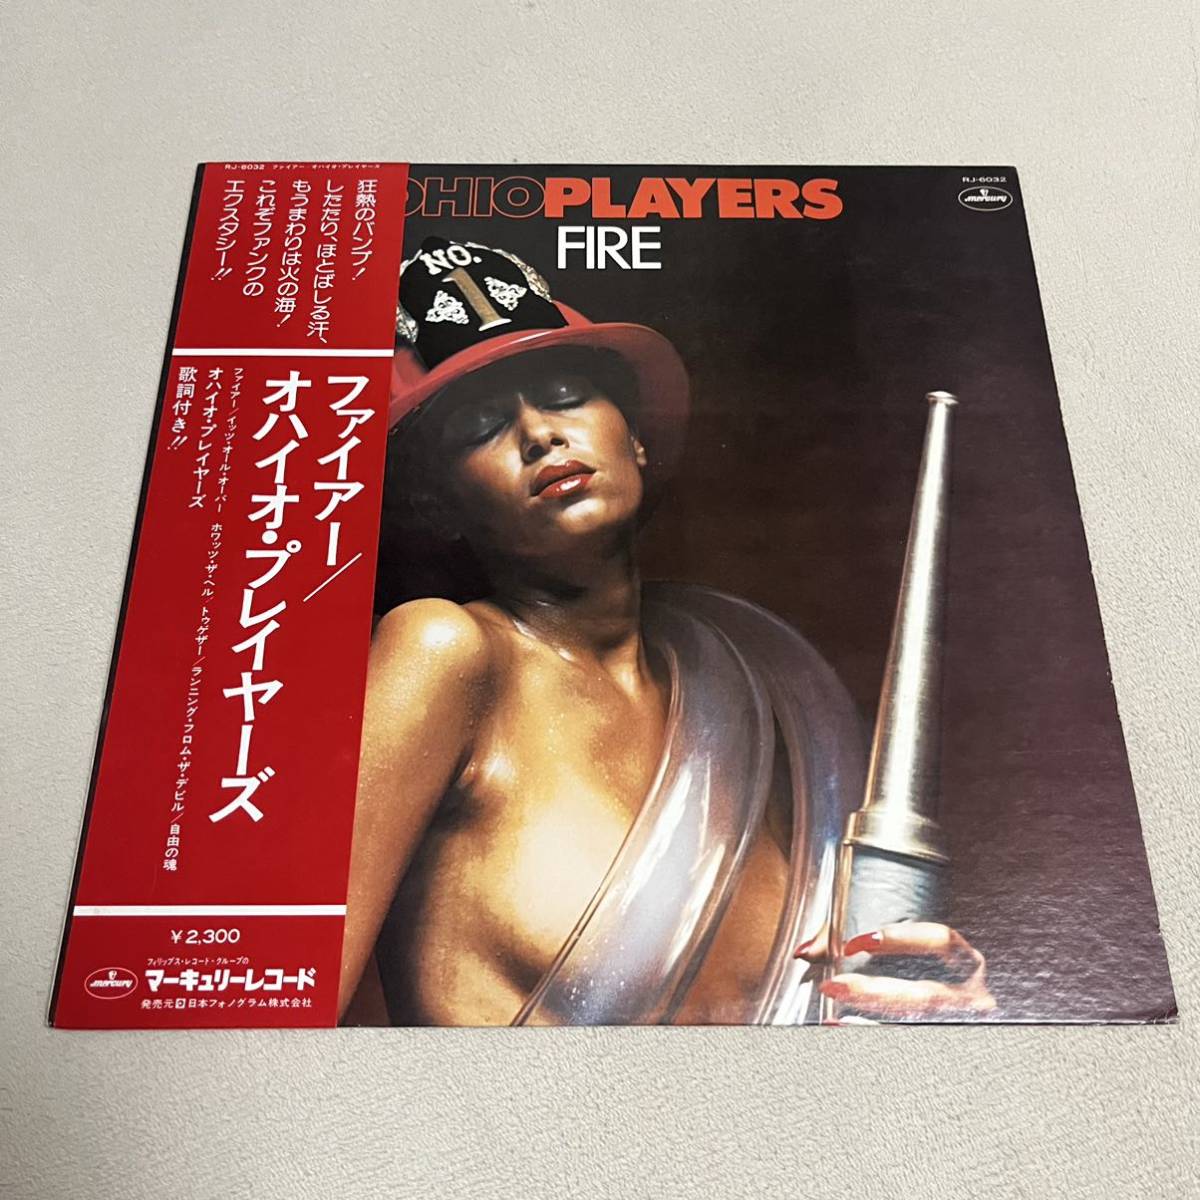 RJ-6032 ファイアー オハイオ・プレイヤーズ
狂熱のバンプ!
したたり、ほとばしる汗、
もうまわりは火の海!
これぞファンクの
エクスタシー!!
ファイアー/
オハイオ・プレイヤーズ
ファイアー/イッツ・オール・オーバー ホワッツ・ザ・ヘル/トゥゲザー/ランニング・フロム・ザ・デビル/自由の魂
オハイオ・プレイヤーズ
歌詞付き!!
¥2,300
フィリップス・レコード・グループの
mercury マーキュリーレコード
発売元 日本フォノグラム株式会社
OHIO PLAYERS
FIRE
RJ-6032
mercury
NO.
1